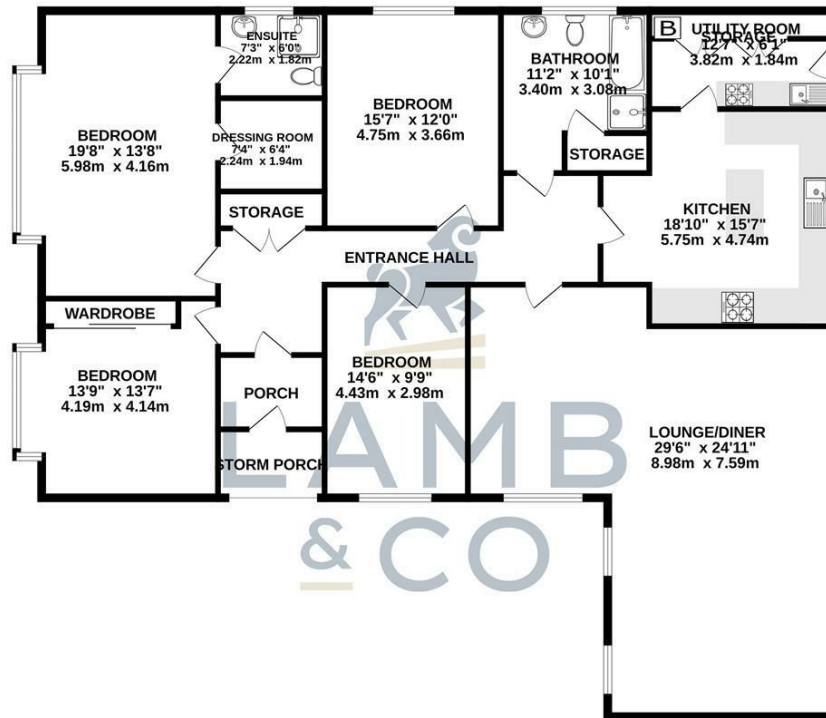 ENSUITE
7'3" x 6'0"
2.22m x 1.82m
BEDROOM
19'8" x 13'8"
5.98m x 4.16m
DRESSING ROOM
7'4" x 6'4"
2.24m x 1.94m
STORAGE
BEDROOM
15'7" x 12'0"
4.75m x 3.66m
BATHROOM
11'2" x 10'1"
3.40m x 3.08m
STORAGE
B
UTILITY ROOM
STORAGE
12'7" x 6'1"
3.82m x 1.84m
KITCHEN
18'10" x 15'7"
5.75m x 4.74m
ENTRANCE HALL
WARDROBE
BEDROOM
13'9" x 13'7"
4.19m x 4.14m
PORCH
STORM PORCH
BEDROOM
14'6" x 9'9"
4.43m x 2.98m
LOUNGE/DINER
29'6" x 24'11"
8.98m x 7.59m
LAMB
& CO